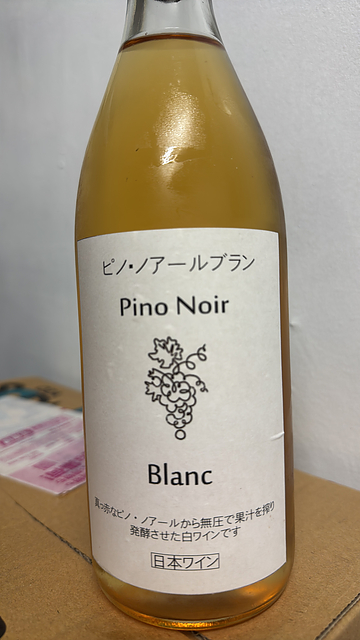 ピノ・ノアールブラン
Pino Noir
Blanc
真っ赤なピノ・ノアールから無圧で果汁を搾り
発酵させた白ワインです
日本ワイン